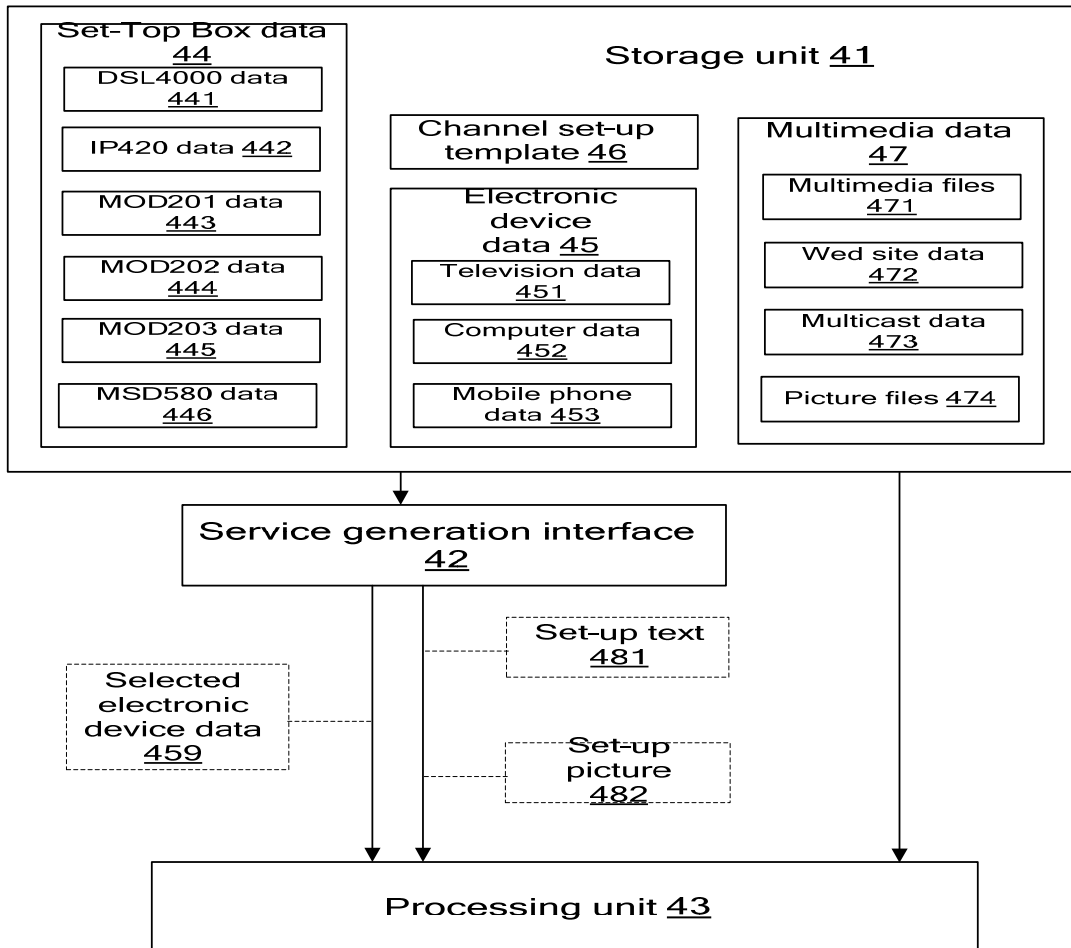 Storage unit 41
Set-Top Box data
44
DSL4000 data
441
IP420 data 442
MOD201 data
443
MOD202 data
444
MOD203 data
445
MSD580 data
446
Channel set-up
template 46
Electronic
device
data 45
Television data
451
Computer data
452
Mobile phone
data 453
Multimedia data
47
Multimedia files
471
Wed site data
472
Multicast data
473
Picture files 474
Service generation interface
42
Set-up text
481
Selected
electronic
device data
459
Set-up
picture
482
Processing unit 43